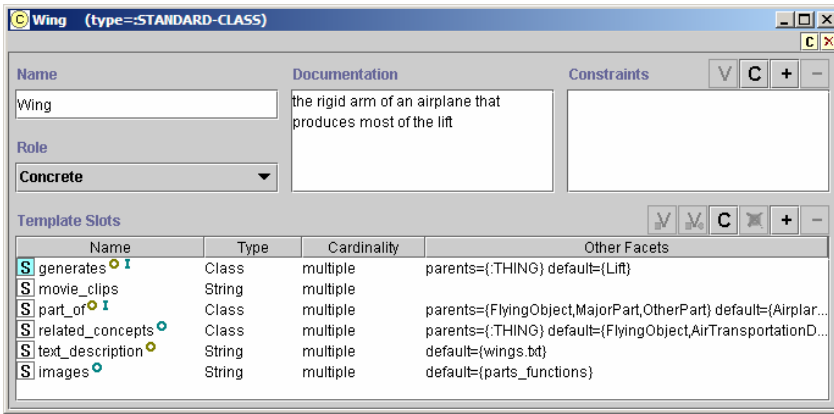 C Wing (type=:STANDARD-CLASS)
C
Name Documentation Constraints V C + −
Wing
the rigid arm of an airplane that
produces most of the lift
Role
Concrete
Template Slots V V C + −
Name Type Cardinality Other Facets
S generates I Class multiple parents={:THING} default={Lift}
S movie_clips String multiple
S part_of I Class multiple parents={FlyingObject,MajorPart,OtherPart} default={Airplar...
S related_concepts Class multiple parents={:THING} default={FlyingObject,AirTransportationD...
S text_description String multiple default={wings.txt}
S images String multiple default={parts_functions}